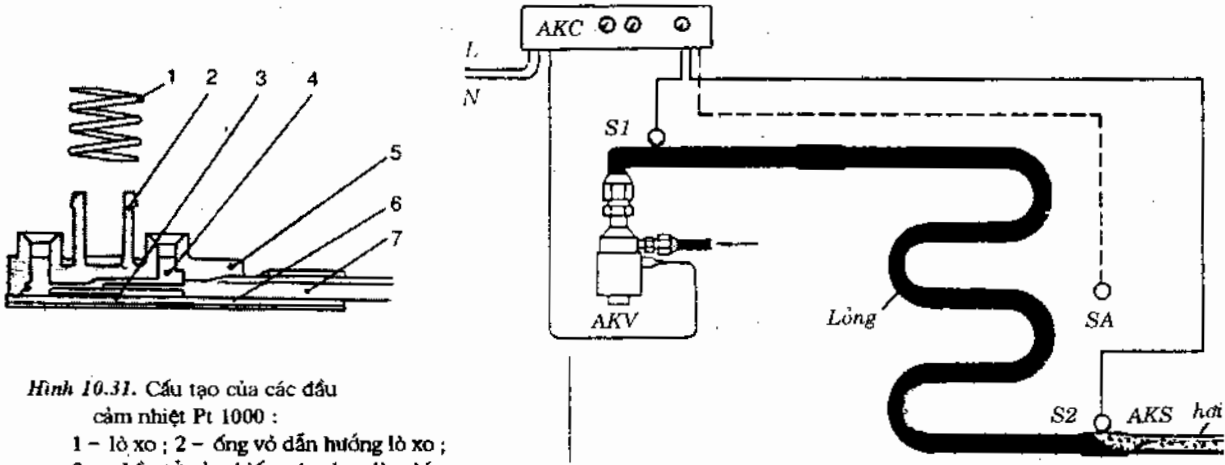 1 2 3 4
5
6
7
Hình 10.31. Cấu tạo của các đầu
cảm nhiệt Pt 1000 :
1 – lò xo ; 2 – ống vỏ dẫn hướng lò xo ;
AKC
L
N
S1
AKV
Lỏng
SA
S2 AKS hơi